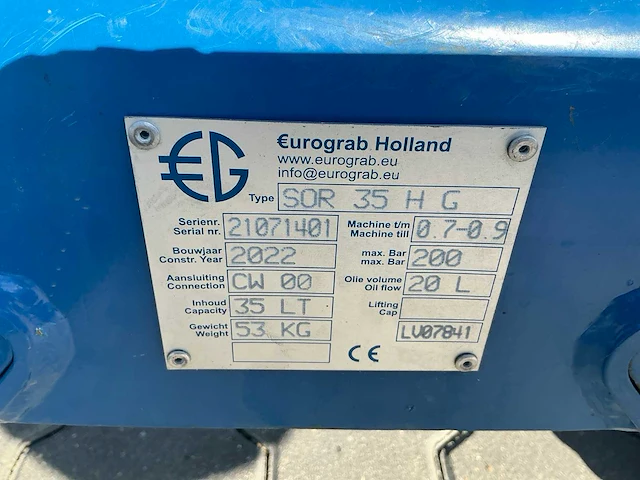 €G
€urograb Holland
www.eurograb.eu
info@eurograb.eu
Type SOR 35 H G
Serienr. Serial nr. 21071401
Machine t/m Machine till 0.7-0.9
Bouwjaar Constr. Year 2022
max. Bar max. Bar 200
Aansluiting Connection CW 00
Olie volume Oil flow 20 L
Inhoud Capacity 35 LT
Lifting Cap
Gewicht Weight 53 KG
LV07841
CE